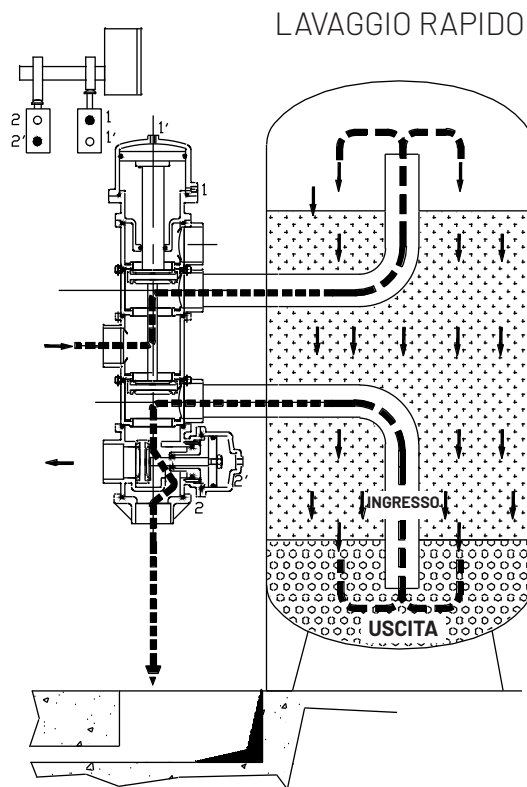 LAVAGGIO RAPIDO
2 1
2' 1'
1'
1
INGRESSO
2'
2
USCITA